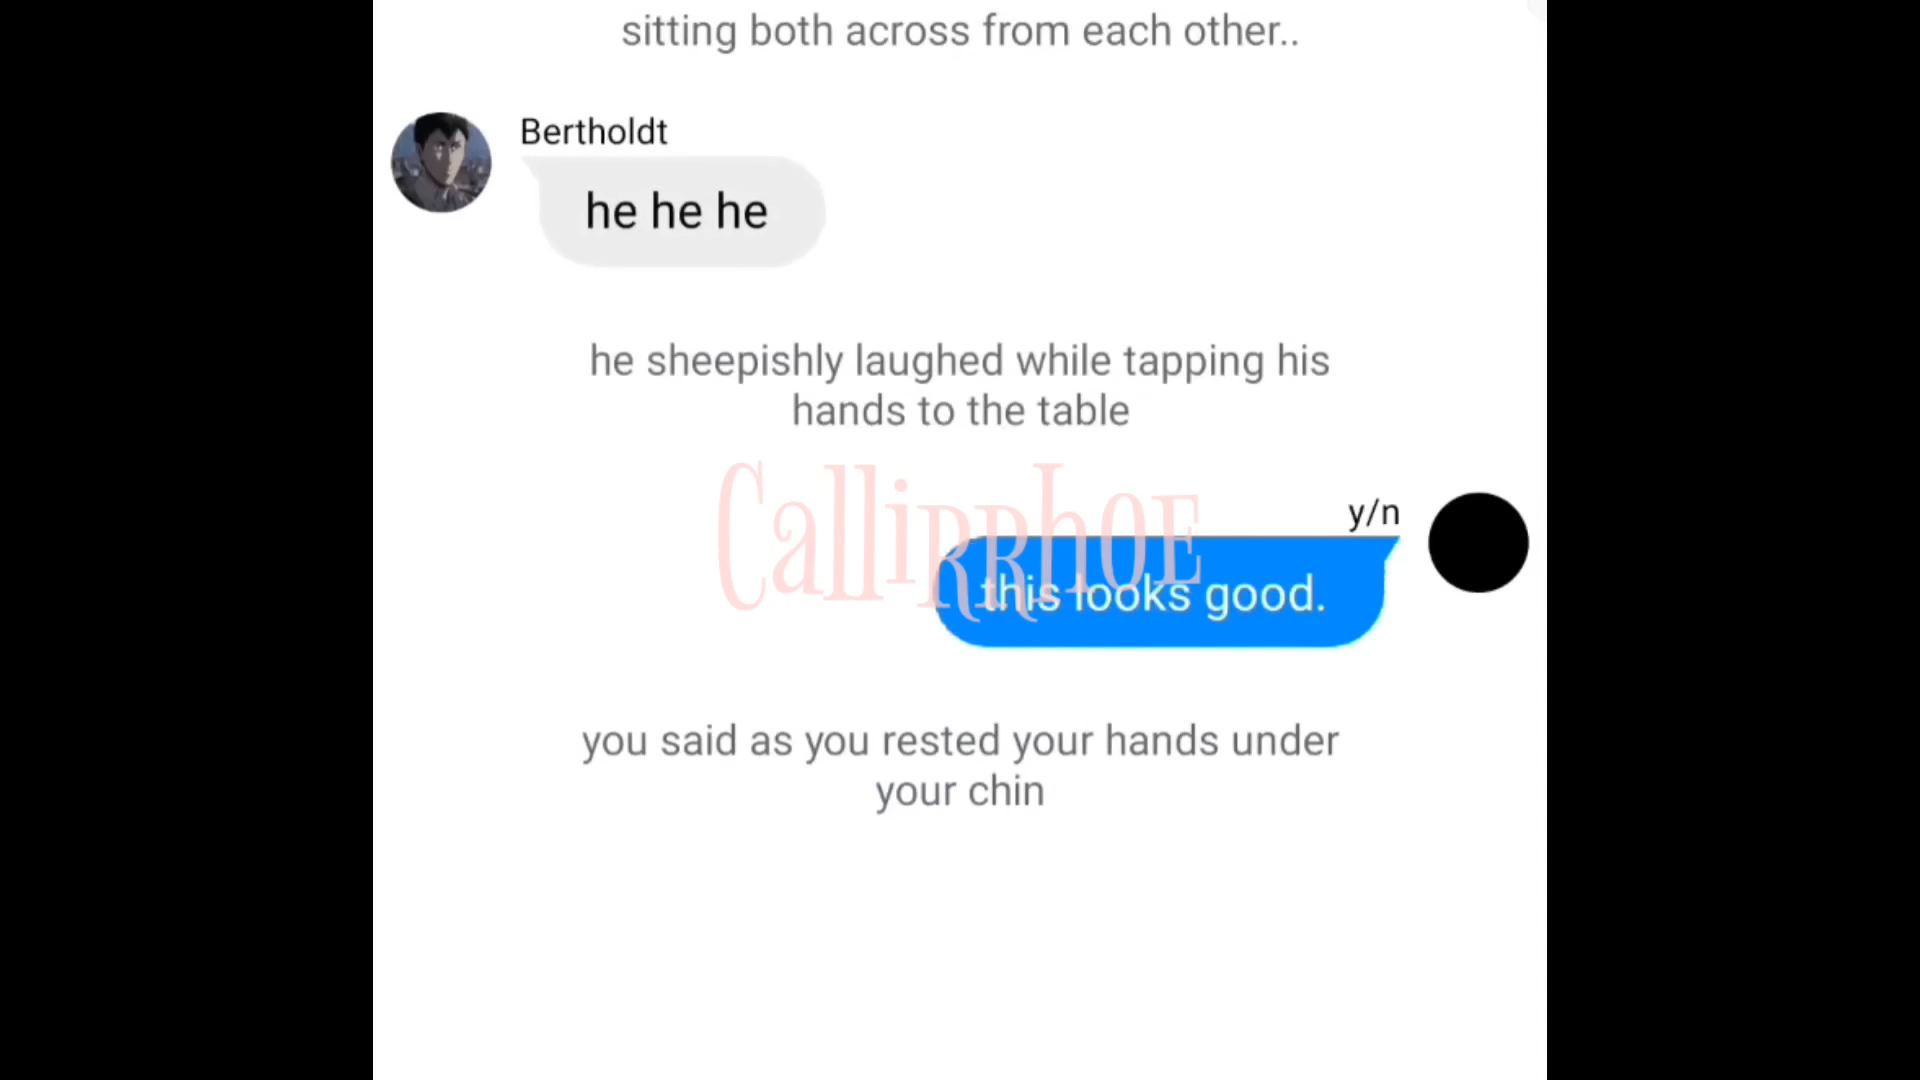 sitting both across from each other..
Bertholdt
he he he
he sheepishly laughed while tapping his
hands to the table
CalliRRhOE
y/n
this looks good.
you said as you rested your hands under
your chin